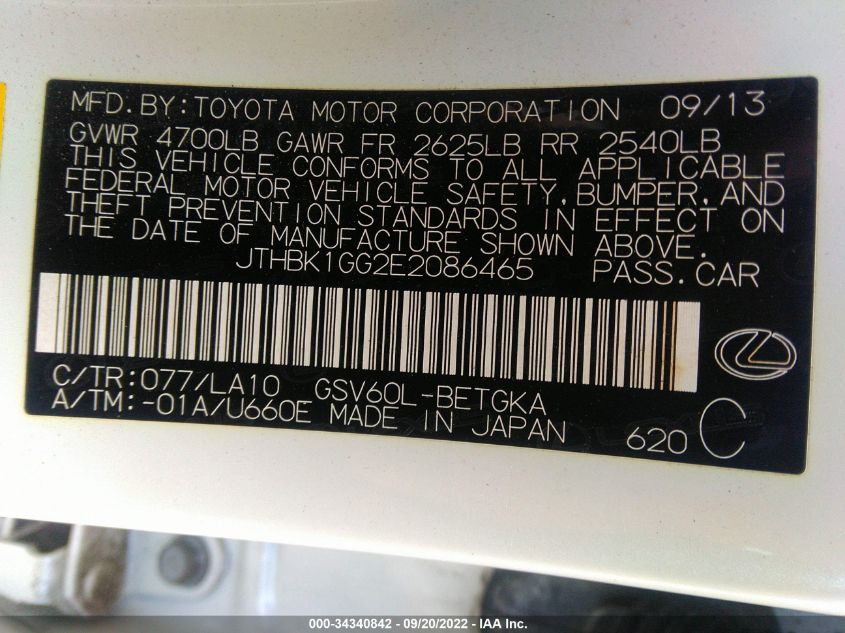 MFD. BY: TOYOTA MOTOR CORPORATION 09/13
GVWR 4700LB GAWR FR 2625LB RR 2540LB
THIS VEHICLE CONFORMS TO ALL APPLICABLE
FEDERAL MOTOR VEHICLE SAFETY, BUMPER, AND
THEFT PREVENTION STANDARDS IN EFFECT ON
THE DATE OF MANUFACTURE SHOWN ABOVE.
JTHBK1GG2E2086465 PASS. CAR
C/TR: 077/LA10 GSV60L-BETGKA
A/TM: -01A/U660E MADE IN JAPAN 620 C
000-34340842 - 09/20/2022 - IAA Inc.